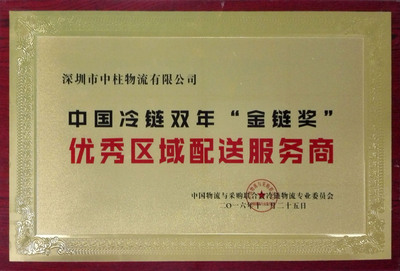 深圳市中柱物流有限公司
中国冷链双年“金链奖”
优秀区域配送服务商
中国物流与采购联合会冷链物流专业委员会
二〇一六年十一月二十五日